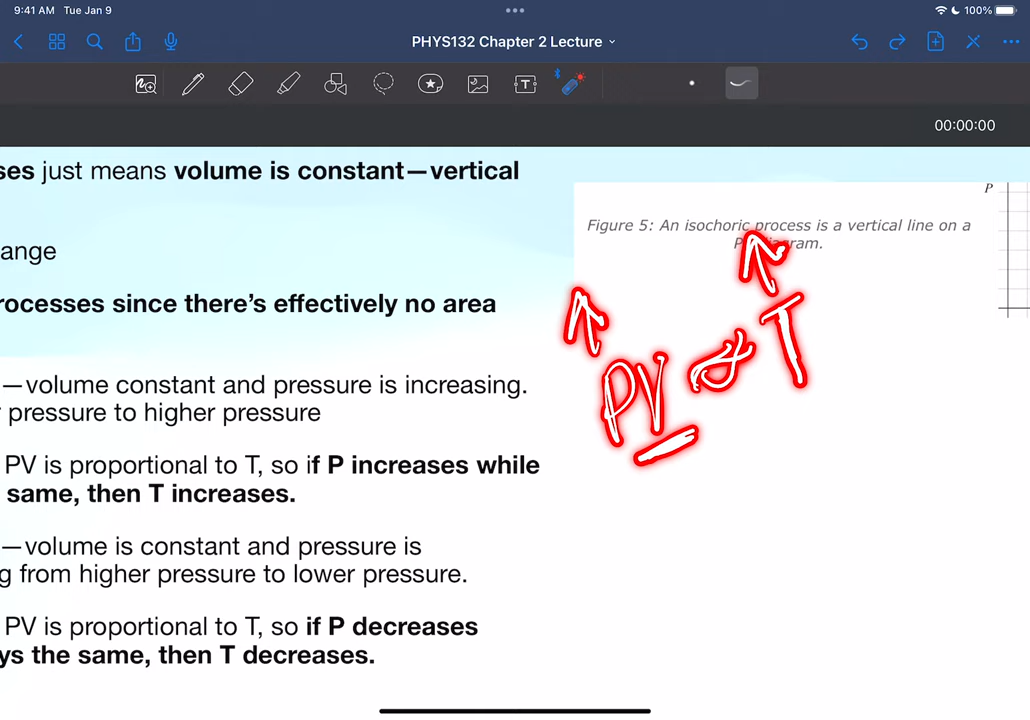 9:41 AM Tue Jan 9
100%
PHYS132 Chapter 2 Lecture
T
00:00:00
ses just means volume is constant—vertical
ange
rocesses since there's effectively no area
—volume constant and pressure is increasing.
pressure to higher pressure
PV is proportional to T, so if P increases while
same, then T increases.
—volume is constant and pressure is
g from higher pressure to lower pressure.
PV is proportional to T, so if P decreases
ys the same, then T decreases.
P
Figure 5: An isochoric process is a vertical line on a
ram.
↑ ↑
PV α T